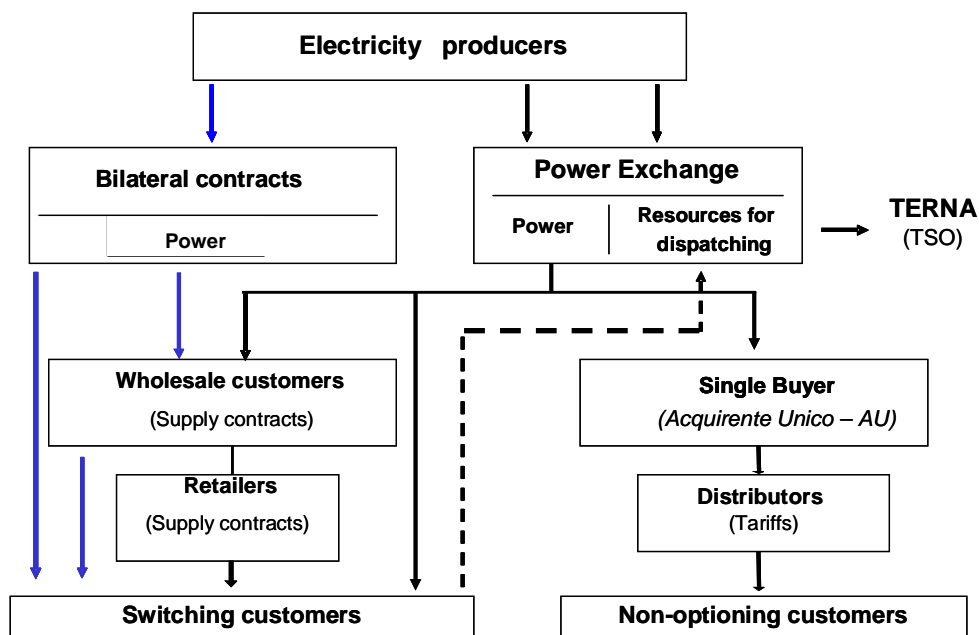 Electricity producers
Bilateral contracts
Power
Power Exchange
Power
Resources for
dispatching
TERNA
(TSO)
Wholesale customers
(Supply contracts)
Single Buyer
(Acquirente Unico – AU)
Retailers
(Supply contracts)
Distributors
(Tariffs)
Switching customers
Non-optioning customers